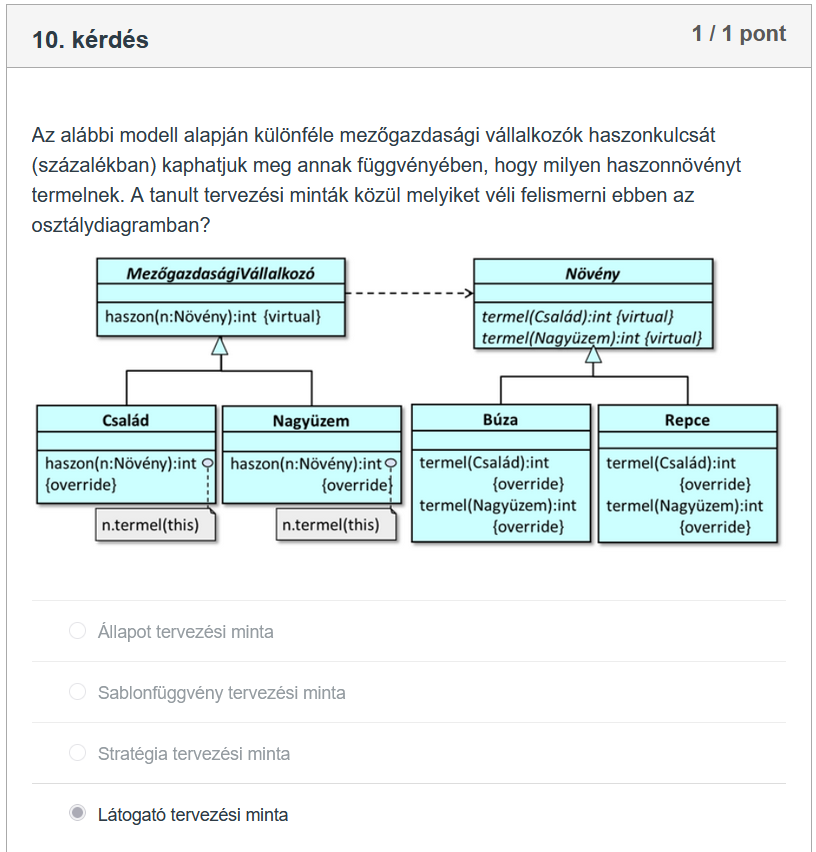 10. kérdés
1 / 1 pont
Az alábbi modell alapján különféle mezőgazdasági vállalkozók haszonkulcsát
(százalékban) kaphatjuk meg annak függvényében, hogy milyen haszonnövényt
termelnek. A tanult tervezési minták közül melyiket véli felismerni ebben az
osztálydiagramban?
MezőgazdaságiVállalkozó
haszon(n:Növény):int {virtual}
Növény
termel(Család):int {virtual}
termel(Nagyüzem):int {virtual}
Család
haszon(n:Növény):int
{override}
n.termel(this)
Nagyüzem
haszon(n:Növény):int
{override}
n.termel(this)
Búza
termel(Család):int
{override}
termel(Nagyüzem):int
{override}
Repce
termel(Család):int
{override}
termel(Nagyüzem):int
{override}
Állapot tervezési minta
Sablonfüggvény tervezési minta
Stratégia tervezési minta
Látogató tervezési minta